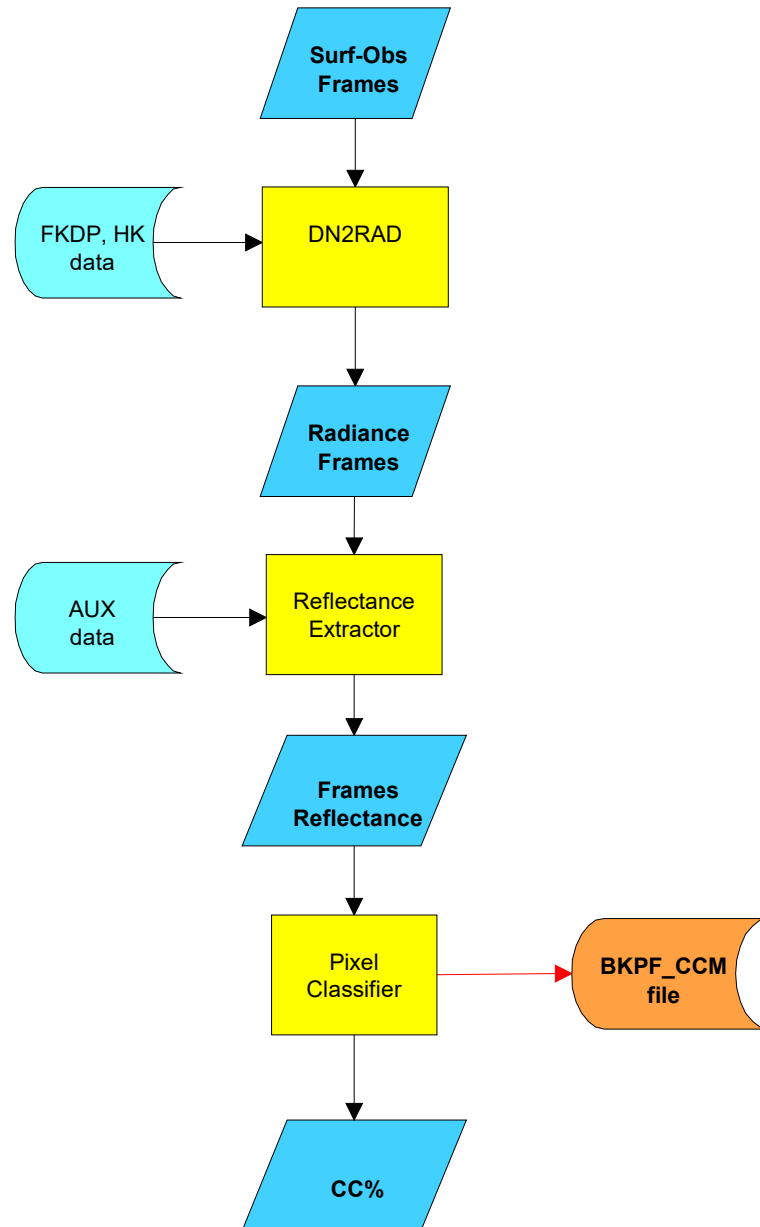 Surf-Obs
Frames
FKDP, HK
data
DN2RAD
Radiance
Frames
AUX
data
Reflectance
Extractor
Frames
Reflectance
Pixel
Classifier
BKPF_CCM
file
CC%